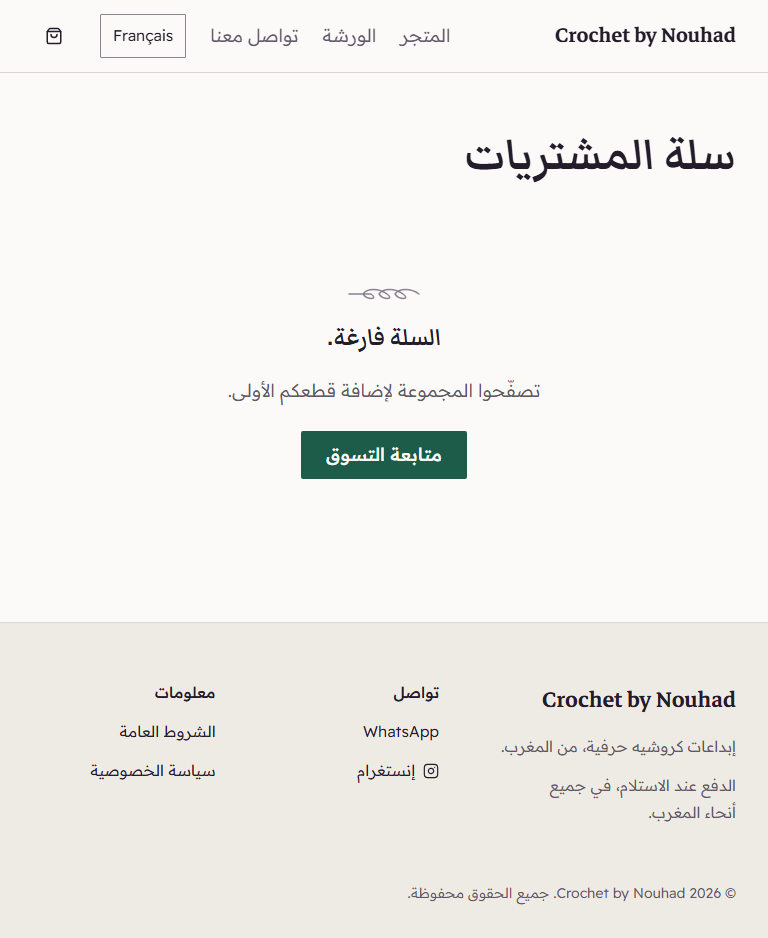 Crochet by Nouhad
المتجر
الورشة
تواصل معنا
Français
سلة المشتريات
السلة فارغة.
تصفّحوا المجموعة لإضافة قطعكم الأولى.
متابعة التسوق
Crochet by Nouhad
إبداعات كروشيه حرفية، من المغرب.
الدفع عند الاستلام، في جميع
أنحاء المغرب.
تواصل
WhatsApp
إنستغرام
معلومات
الشروط العامة
سياسة الخصوصية
© 2026 Crochet by Nouhad. جميع الحقوق محفوظة.